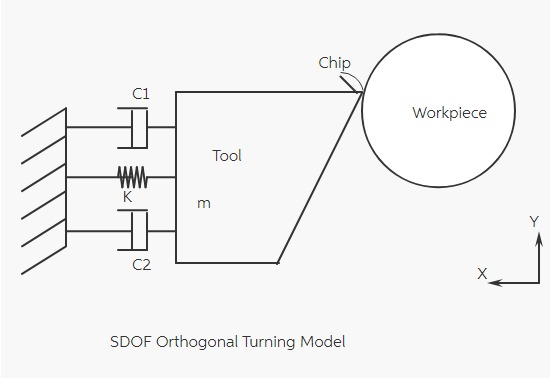 Chip
C1
Workpiece
Tool
K
m
Y
C2
X
SDOF Orthogonal Turning Model